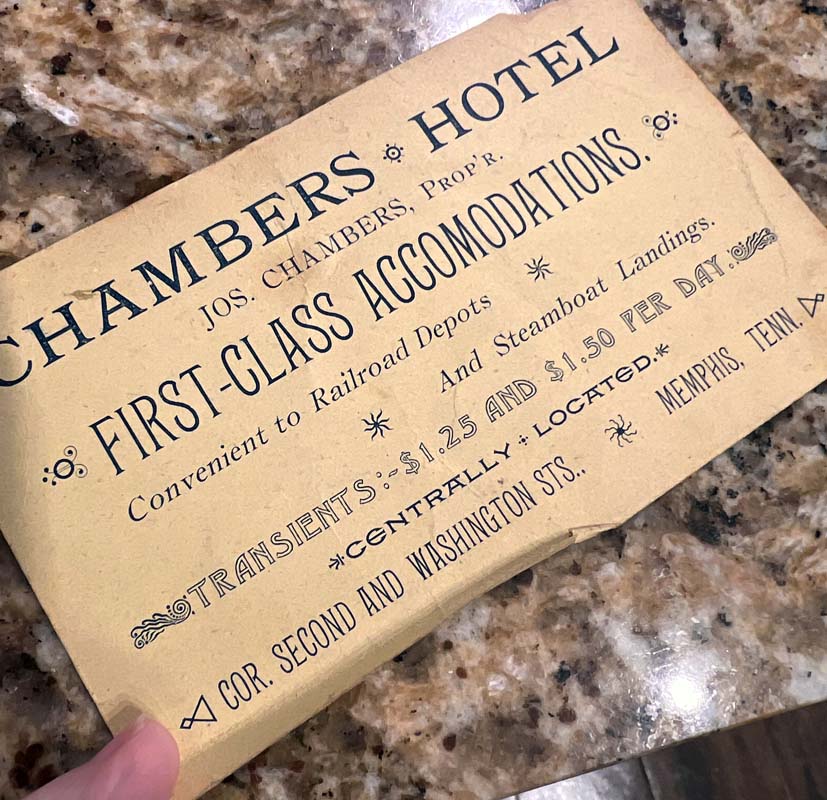 CHAMBERS HOTEL
JOS. CHAMBERS, PROP'R.
FIRST-CLASS ACCOMODATIONS.
Convenient to Railroad Depots And Steamboat Landings.
TRANSIENTS:-$1.25 AND $1.50 PER DAY.
CENTRALLY LOCATED.
COR. SECOND AND WASHINGTON STS., MEMPHIS, TENN.